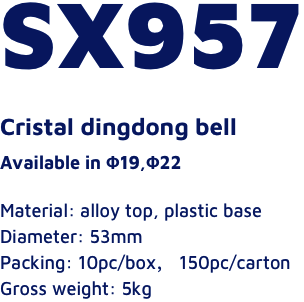 SX957
Cristal dingdong bell
Available in Φ19,Φ22
Material: alloy top, plastic base
Diameter: 53mm
Packing: 10pc/box， 150pc/carton
Gross weight: 5kg